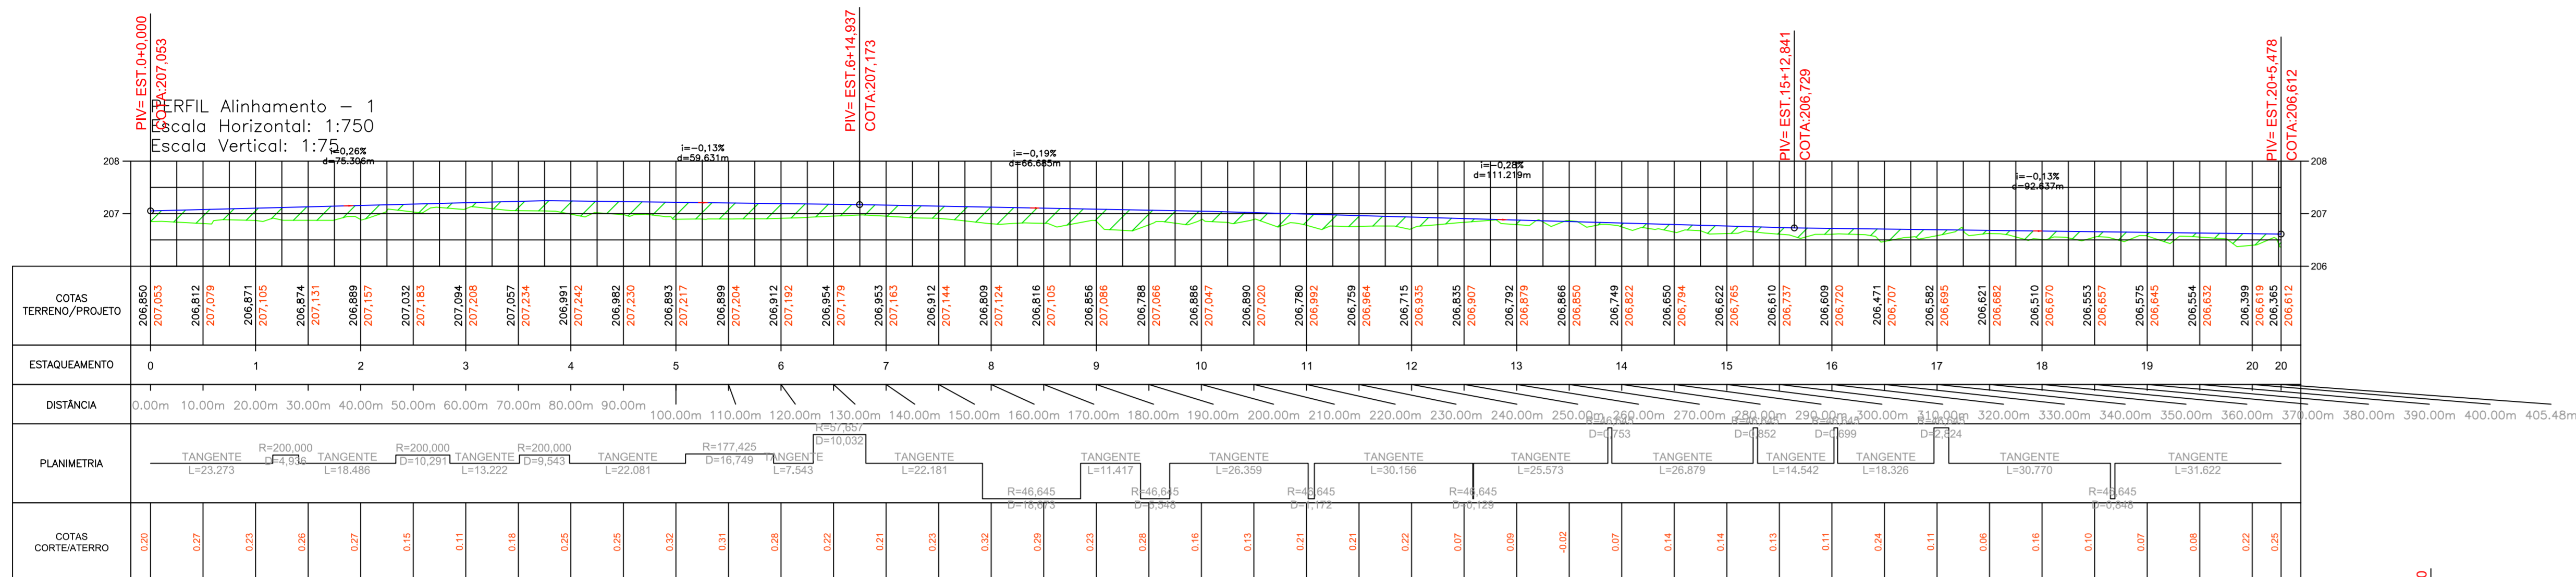 PIV= EST.0+0,000
COTA:207,053
PIV= EST.6+14,937
COTA:207,173
PIV= EST.15+12,841
COTA:206,729
PIV= EST.20+5,478
COTA:206,612
PERFIL Alinhamento - 1
Escala Horizontal: 1:750
Escala Vertical: 1:75
i=0,26%
d=75.306m
i=-0,13%
d=59,631m
i=-0,19%
d=66.685m
i=-0,28%
d=111.219m
i=-0,13%
d=92.637m
208
207
208
207
206
COTAS
TERRENO/PROJETO
206,850
207,053
206,812
207,079
206,871
207,105
206,874
207,131
206,889
207,157
207,032
207,183
207,094
207,208
207,057
207,234
206,991
207,242
206,982
207,230
206,893
207,217
206,899
207,204
206,912
207,192
206,954
207,179
206,953
207,163
206,912
207,144
206,809
207,124
206,816
207,105
206,856
207,086
206,788
207,066
206,886
207,047
206,890
207,020
206,780
206,992
206,759
206,964
206,715
206,935
206,835
206,907
206,792
206,879
206,866
206,850
206,749
206,822
206,650
206,794
206,622
206,765
206,610
206,737
206,609
206,720
206,471
206,707
206,582
206,695
206,621
206,682
206,510
206,670
206,553
206,657
206,575
206,645
206,554
206,632
206,399
206,619
206,365
206,612
ESTAQUEAMENTO
0 1 2 3 4 5 6 7 8 9 10 11 12 13 14 15 16 17 18 19 20 20
DISTÂNCIA
0.00m 10.00m 20.00m 30.00m 40.00m 50.00m 60.00m 70.00m 80.00m 90.00m 100.00m 110.00m 120.00m 130.00m 140.00m 150.00m 160.00m 170.00m 180.00m 190.00m 200.00m 210.00m 220.00m 230.00m 240.00m 250.00m 260.00m 270.00m 280.00m 290.00m 300.00m 310.00m 320.00m 330.00m 340.00m 350.00m 360.00m 370.00m 380.00m 390.00m 400.00m 405.48m
PLANIMETRIA
TANGENTE
L=23.273
R=200,000
D=4,936
TANGENTE
L=18.486
R=200,000
D=10,291
TANGENTE
L=13.222
R=200,000
D=9,543
TANGENTE
L=22.081
R=177,425
D=16,749
TANGENTE
L=7.543
R=57,657
D=10,032
TANGENTE
L=22.181
R=46,645
D=18,673
TANGENTE
L=11.417
R=46,645
D=5,548
TANGENTE
L=26.359
R=46,645
D=1,172
TANGENTE
L=30.156
R=46,645
D=0,129
TANGENTE
L=25.573
D=0,753
TANGENTE
L=26.879
D=0,852
TANGENTE
L=14.542
D=0,699
TANGENTE
L=18.326
D=2,824
TANGENTE
L=30.770
R=46,645
D=0,848
TANGENTE
L=31.622
COTAS
CORTE/ATERRO
0.20
0.27
0.23
0.26
0.27
0.15
0.11
0.18
0.25
0.25
0.32
0.31
0.28
0.22
0.21
0.23
0.32
0.29
0.23
0.28
0.16
0.13
0.21
0.21
0.22
0.07
0.09
-0.02
0.07
0.14
0.14
0.13
0.11
0.24
0.11
0.06
0.16
0.10
0.07
0.08
0.22
0.25